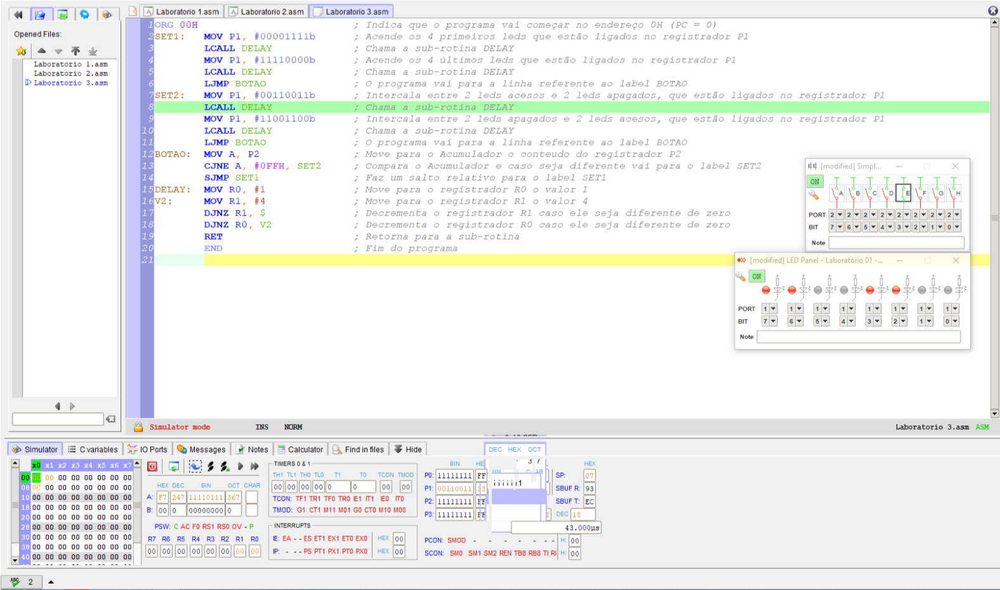 Laboratorio 1.asm Laboratorio 2.asm Laboratorio 3.asm
Opened Files:
Laboratorio 1.asm
Laboratorio 2.asm
Laboratorio 3.asm
1 ORG 00H ; Indica que o programa vai começar no endereço 0H (PC = 0)
2 SET1: MOV P1, #00001111b ; Acende os 4 primeiros leds que estão ligados no registrador P1
3 LCALL DELAY ; Chama a sub-rotina DELAY
4 MOV P1, #11110000b ; Acende os 4 últimos leds que estão ligados no registrador P1
5 LCALL DELAY ; Chama a sub-rotina DELAY
6 LJMP BOTAO ; O programa vai para a linha referente ao label BOTAO
7 SET2: MOV P1, #00110011b ; Intercala entre 2 leds acesos e 2 leds apagados, que estão ligados no registrador P1
8 LCALL DELAY ; Chama a sub-rotina DELAY
9 MOV P1, #11001100b ; Intercala entre 2 leds apagados e 2 leds acesos, que estão ligados no registrador P1
10 LCALL DELAY ; Chama a sub-rotina DELAY
11 LJMP BOTAO ; O programa vai para a linha referente ao label BOTAO
12 BOTAO: MOV A, P2 ; Move para o Acumulador o conteudo do registrador P2
13 CJNE A, #0FFH, SET2 ; Compara o Acumulador e caso seja diferente vai para o label SET2
14 SJMP SET1 ; Faz um salto relativo para o label SET1
15 DELAY: MOV R0, #1 ; Move para o registrador R0 o valor 1
16 V2: MOV R1, #4 ; Move para o registrador R1 o valor 4
17 DJNZ R1, $ ; Decrementa o registrador R1 caso ele seja diferente de zero
18 DJNZ R0, V2 ; Decrementa o registrador R0 caso ele seja diferente de zero
19 RET ; Retorna para a sub-rotina
20 END ; Fim do programa
21
[modified] Simpl...
ON
A B C D E F G H
PORT 2 2 2 2 2 2 2 2
BIT 7 6 5 4 3 2 1 0
Note
[modified] LED Panel - Laboratório 01 -...
ON
PORT 1 1 1 1 1 1 1 1
BIT 7 6 5 4 3 2 1 0
Note
Simulator mode INS NORM Laboratorio 3.asm ASM
Simulator C variables IO Ports Messages Notes Calculator Find in files Hide
x0 x1 x2 x3 x4 x5 x6 x7
00 00 00 00 00 00 00 00 00
08 0C 00 00 00 00 00 00 00
10 00 00 00 00 00 00 00 00
18 00 00 00 00 00 00 00 00
20 00 00 00 00 00 00 00 00
28 00 00 00 00 00 00 00 00
30 00 00 00 00 00 00 00 00
38 00 00 00 00 00 00 00 00
40 00 00 00 00 00 00 00 00
HEX DEC BIN OCT CHAR
A: F7 247 11110111 367
B: 00 0 00000000 0
PSW: C AC F0 RS1 RS0 OV - P
R7 R6 R5 R4 R3 R2 R1 R0
00 00 00 00 00 00 00 00
TIMERS 0 & 1
TH1 TL1 TH0 TL0 T1 T0 TCON TMOD
00 00 00 00 0 0 00 00
TCON: TF1 TR1 TF0 TR0 IE1 IT1 IE0 IT0
TMOD: G1 CT1 M11 M01 G0 CT0 M10 M00
INTERRUPTS
IE: EA - - ES ET1 EX1 ET0 EX0 HEX 00
IP: - - - PS PT1 PX1 PT0 PX0 HEX 00
DEC HEX OCT
BIN
P0: 11111111 FF
P1: 00110011 33
P2: 11111111 FF
P3: 11111111 FF
HEX
SP: 07
SBUF R: 93
SBUF T: EC
DEC 18
43.000µs
PCON: SMOD - - - - - - - H: 00
SCON: SM0 SM1 SM2 REN TB8 RB8 TI RI H: 00
ABC 2